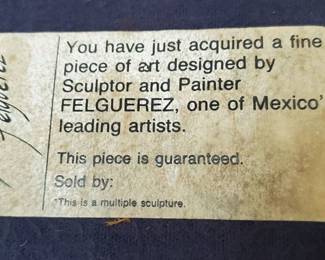 Felguerez
You have just acquired a fine
piece of art designed by
Sculptor and Painter
FELGUEREZ, one of Mexico'
leading artists.
This piece is guaranteed.
Sold by:
*This is a multiple sculpture.